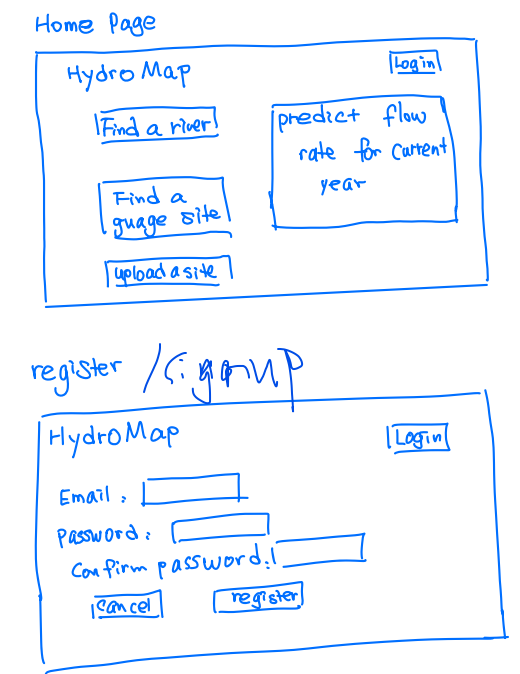 Home Page
HydroMap
Login
Find a river
predict flow
rate for current
year
Find a
guage site
upload a site
register /signup
HydroMap
Login
Email :
Password :
Confirm password :
cancel
register